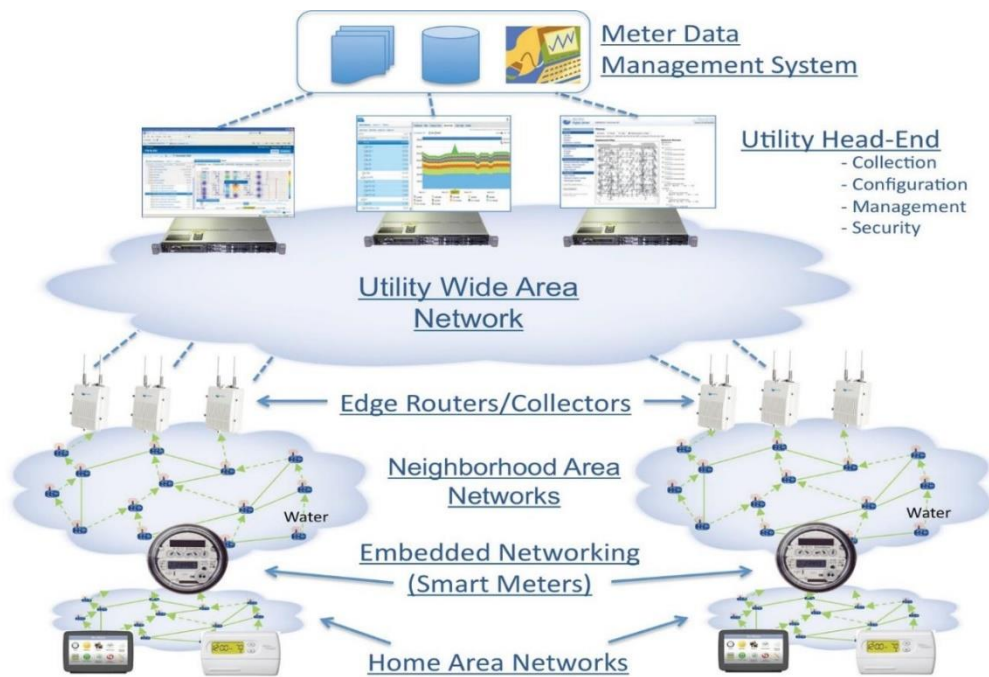 Meter Data
Management System
Utility Head-End
- Collection
- Configuration
- Management
- Security
Utility Wide Area
Network
Edge Routers/Collectors
Neighborhood Area
Networks
Water
Water
Embedded Networking
(Smart Meters)
Home Area Networks